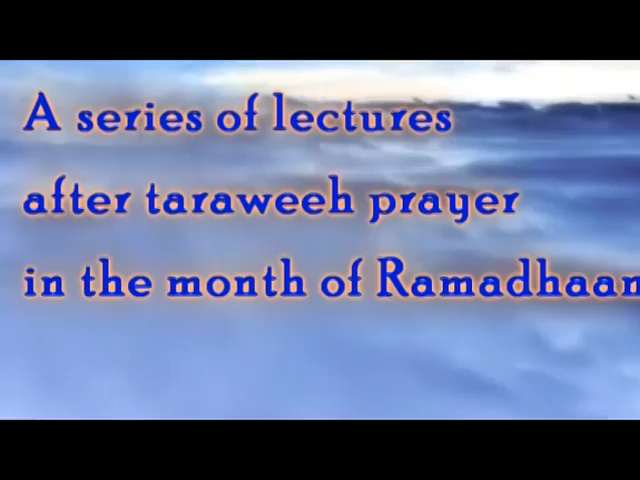 A series of lectures
after taraweeh prayer
in the month of Ramadhaan